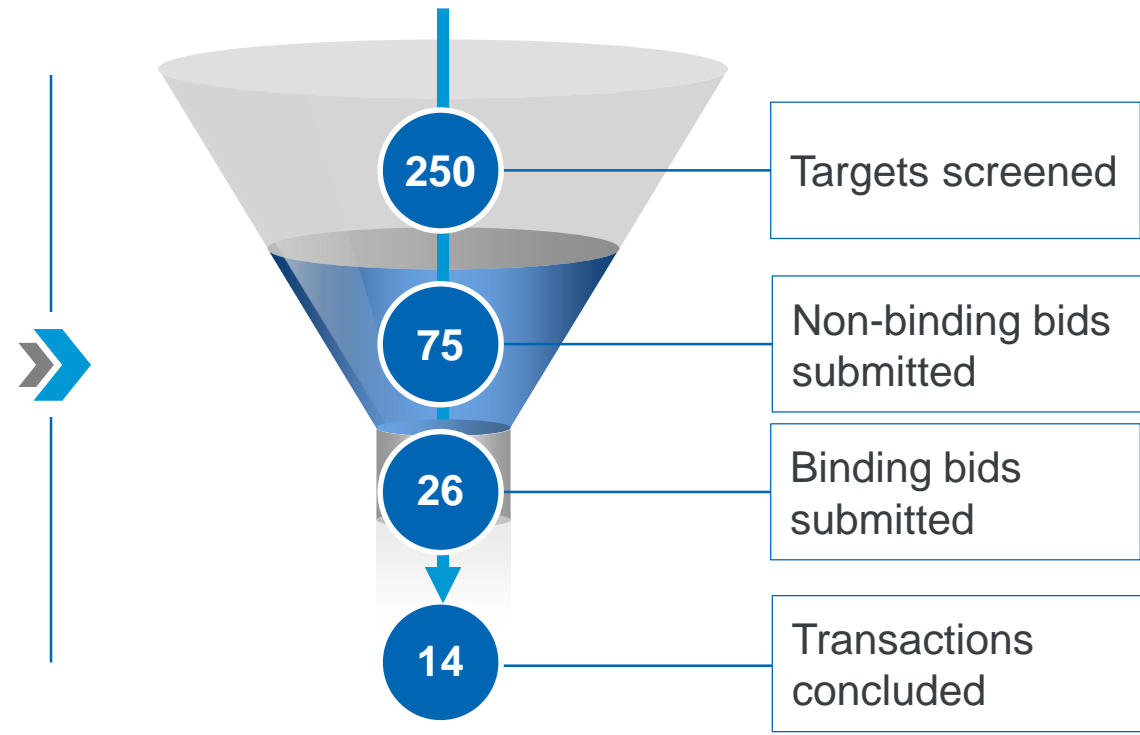 250
Targets screened
75
Non-binding bids
submitted
26
Binding bids
submitted
14
Transactions
concluded